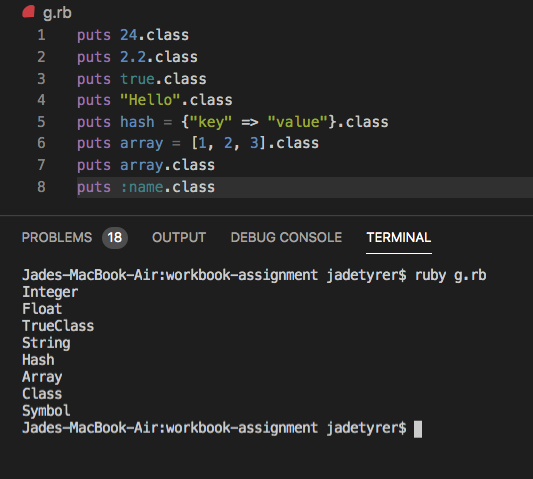 g.rb
1 puts 24.class
2 puts 2.2.class
3 puts true.class
4 puts "Hello".class
5 puts hash = {"key" => "value"}.class
6 puts array = [1, 2, 3].class
7 puts array.class
8 puts :name.class
PROBLEMS 18 OUTPUT DEBUG CONSOLE TERMINAL
Jades-MacBook-Air:workbook-assignment jadetyrer$ ruby g.rb
Integer
Float
TrueClass
String
Hash
Array
Class
Symbol
Jades-MacBook-Air:workbook-assignment jadetyrer$